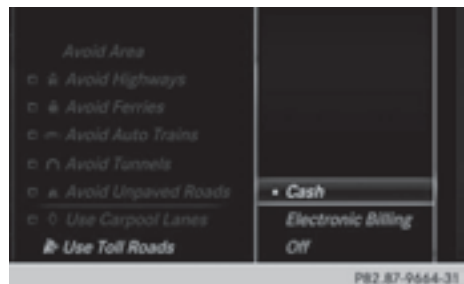 Avoid Area
Avoid Highways
Avoid Ferries
Avoid Auto Trains
Avoid Tunnels
Avoid Unpaved Roads
Use Carpool Lanes
Use Toll Roads
Cash
Electronic Billing
Off
P82.87-9664-31